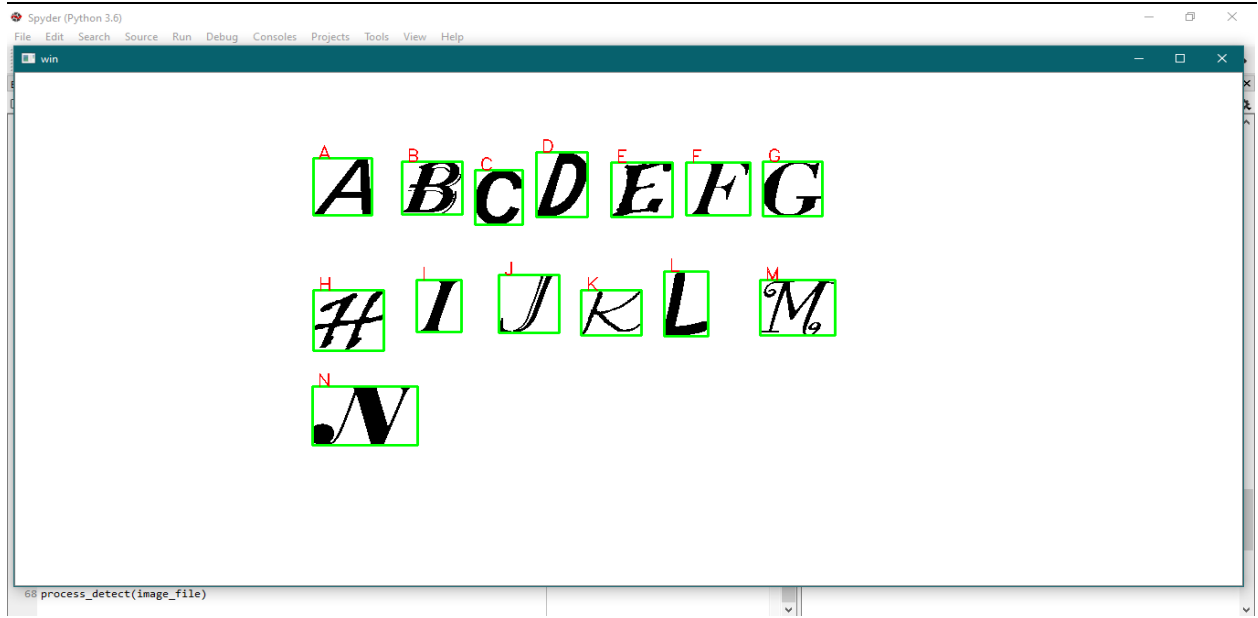 Spyder (Python 3.6)
File Edit Search Source Run Debug Consoles Projects Tools View Help
win
A B C D E F G
A B C D E F G
H I J K L M
H I J K L M
N
N
68 process_detect(image_file)